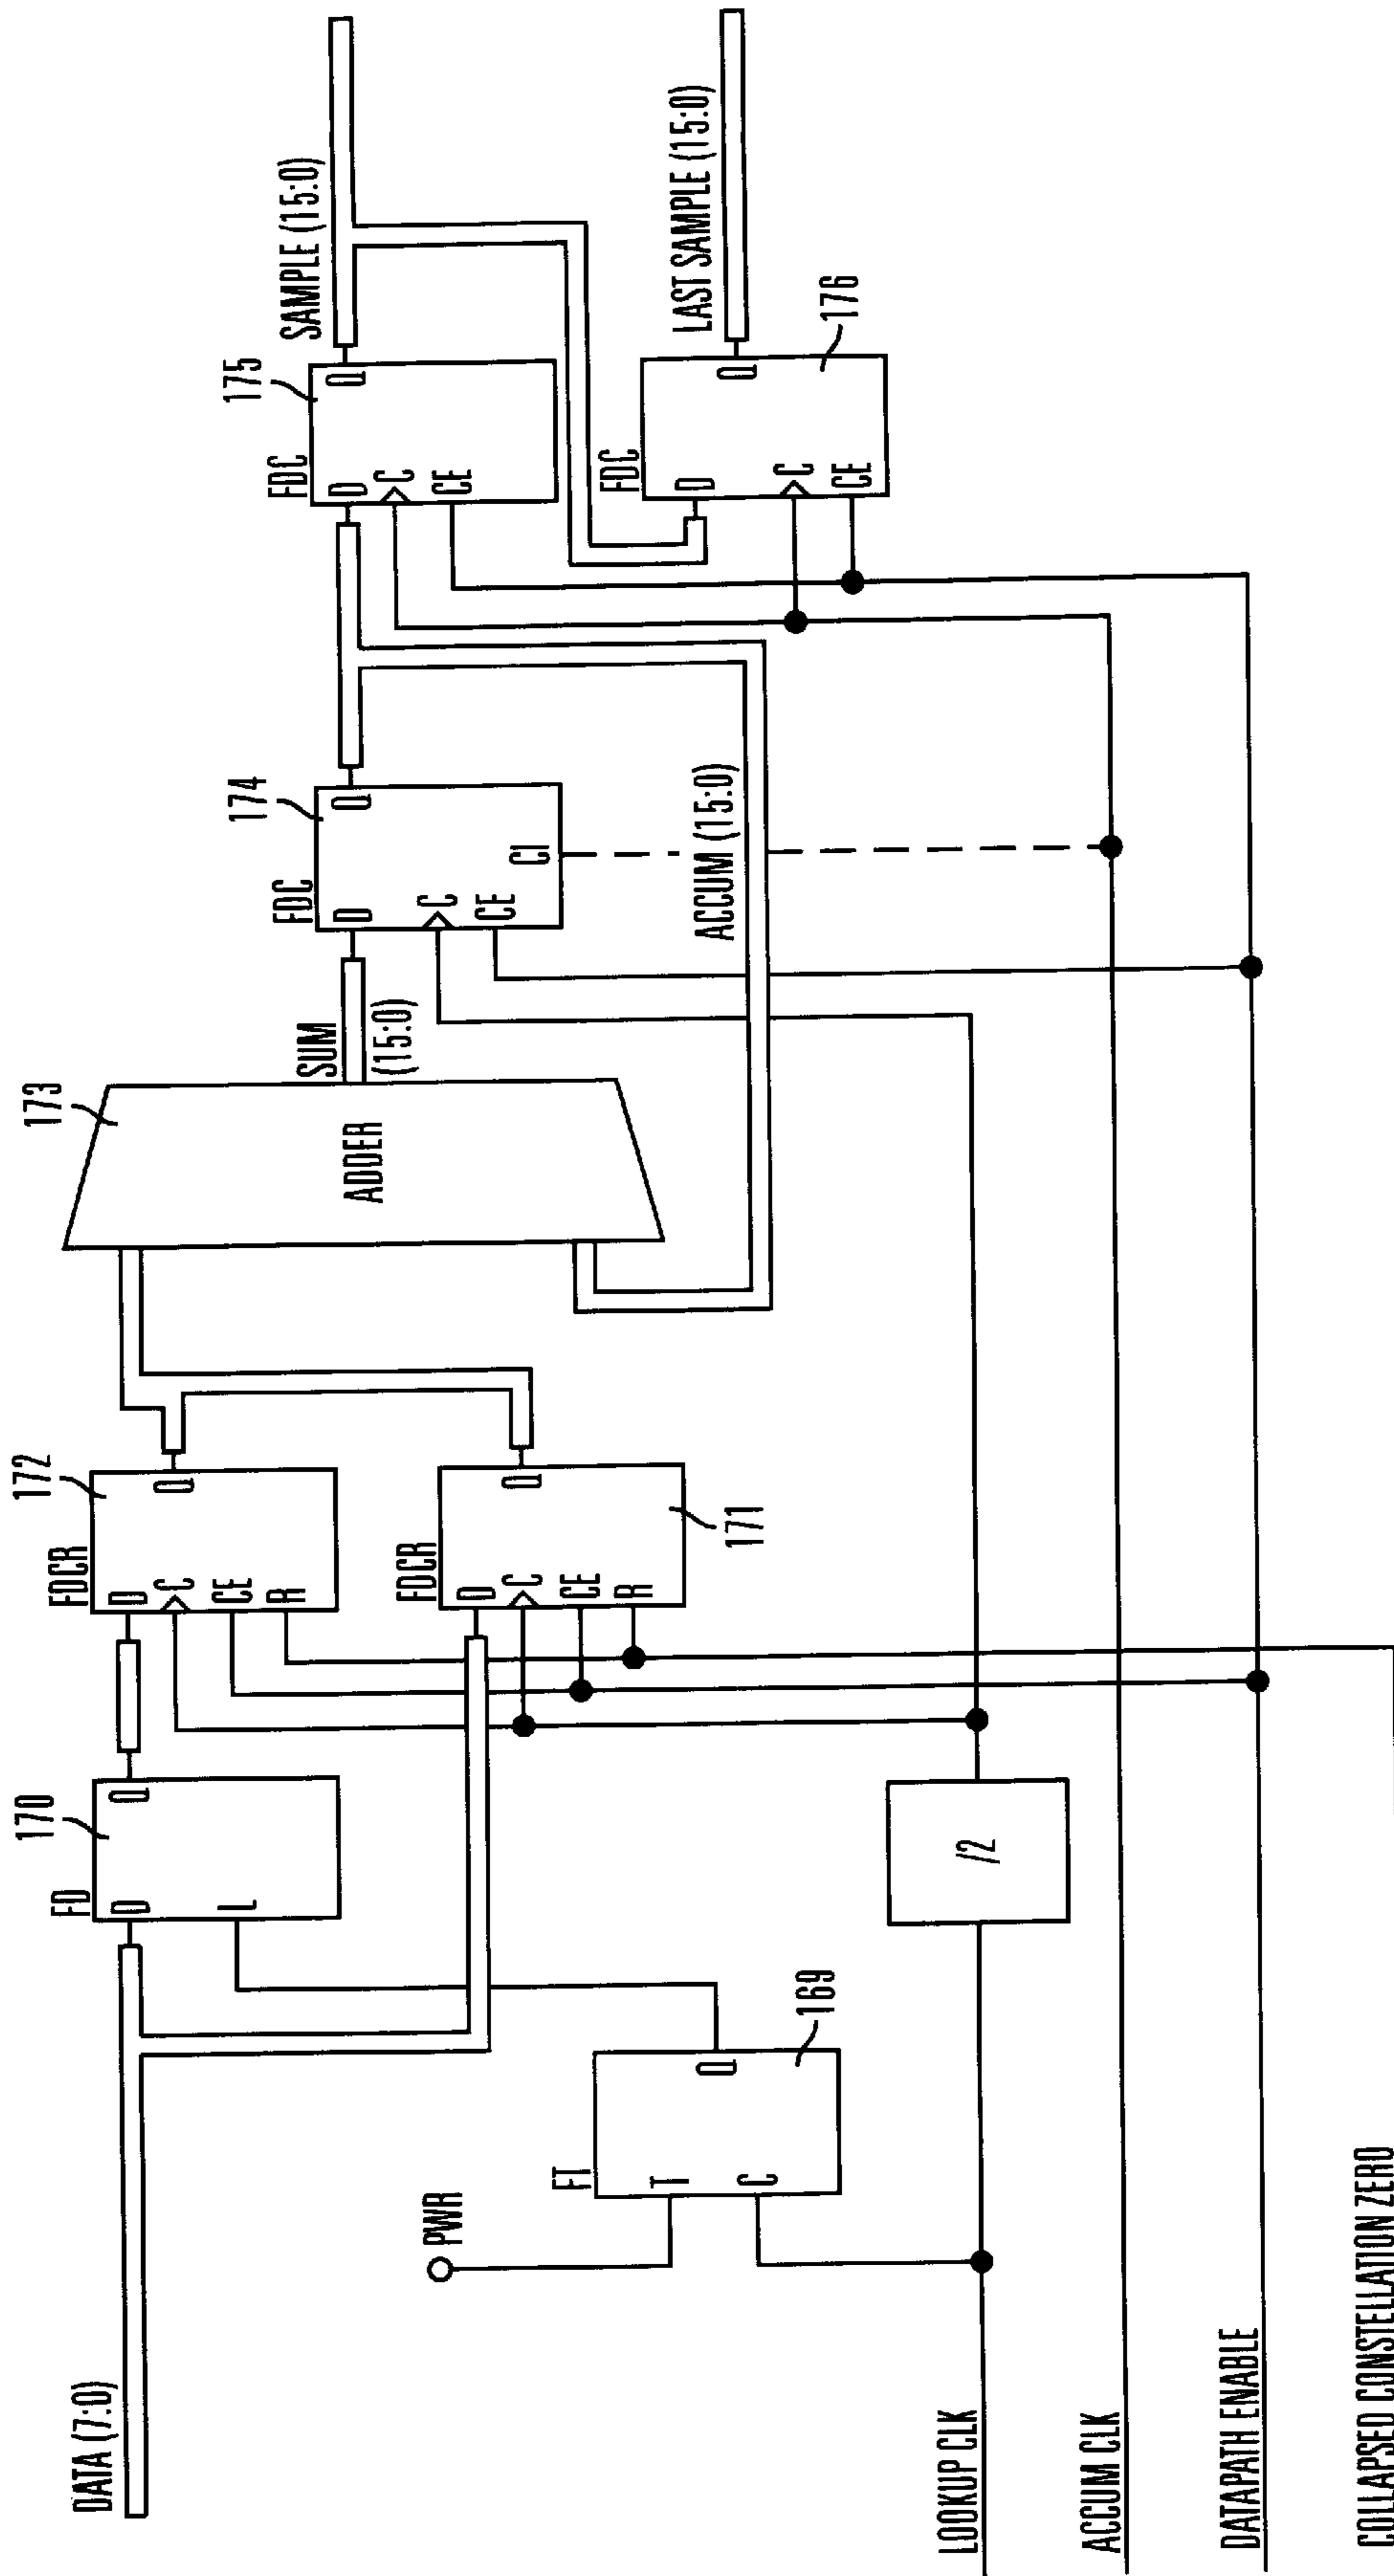 DATA (7:0)
170
FD
D
Q
L
172
FDCR
D
Q
C
CE
R
FDCR
D
Q
C
CE
R
171
PWR
FT
T
Q
C
169
/2
173
ADDER
SUM
(15:0)
174
FDC
D
Q
C
CE
CI
ACCUM (15:0)
175
FDC
D
Q
C
CE
SAMPLE (15:0)
FDC
D
Q
C
CE
176
LAST SAMPLE (15:0)
LOOKUP CLK
ACCUM CLK
DATAPATH ENABLE
COLLAPSED CONSTELLATION ZERO